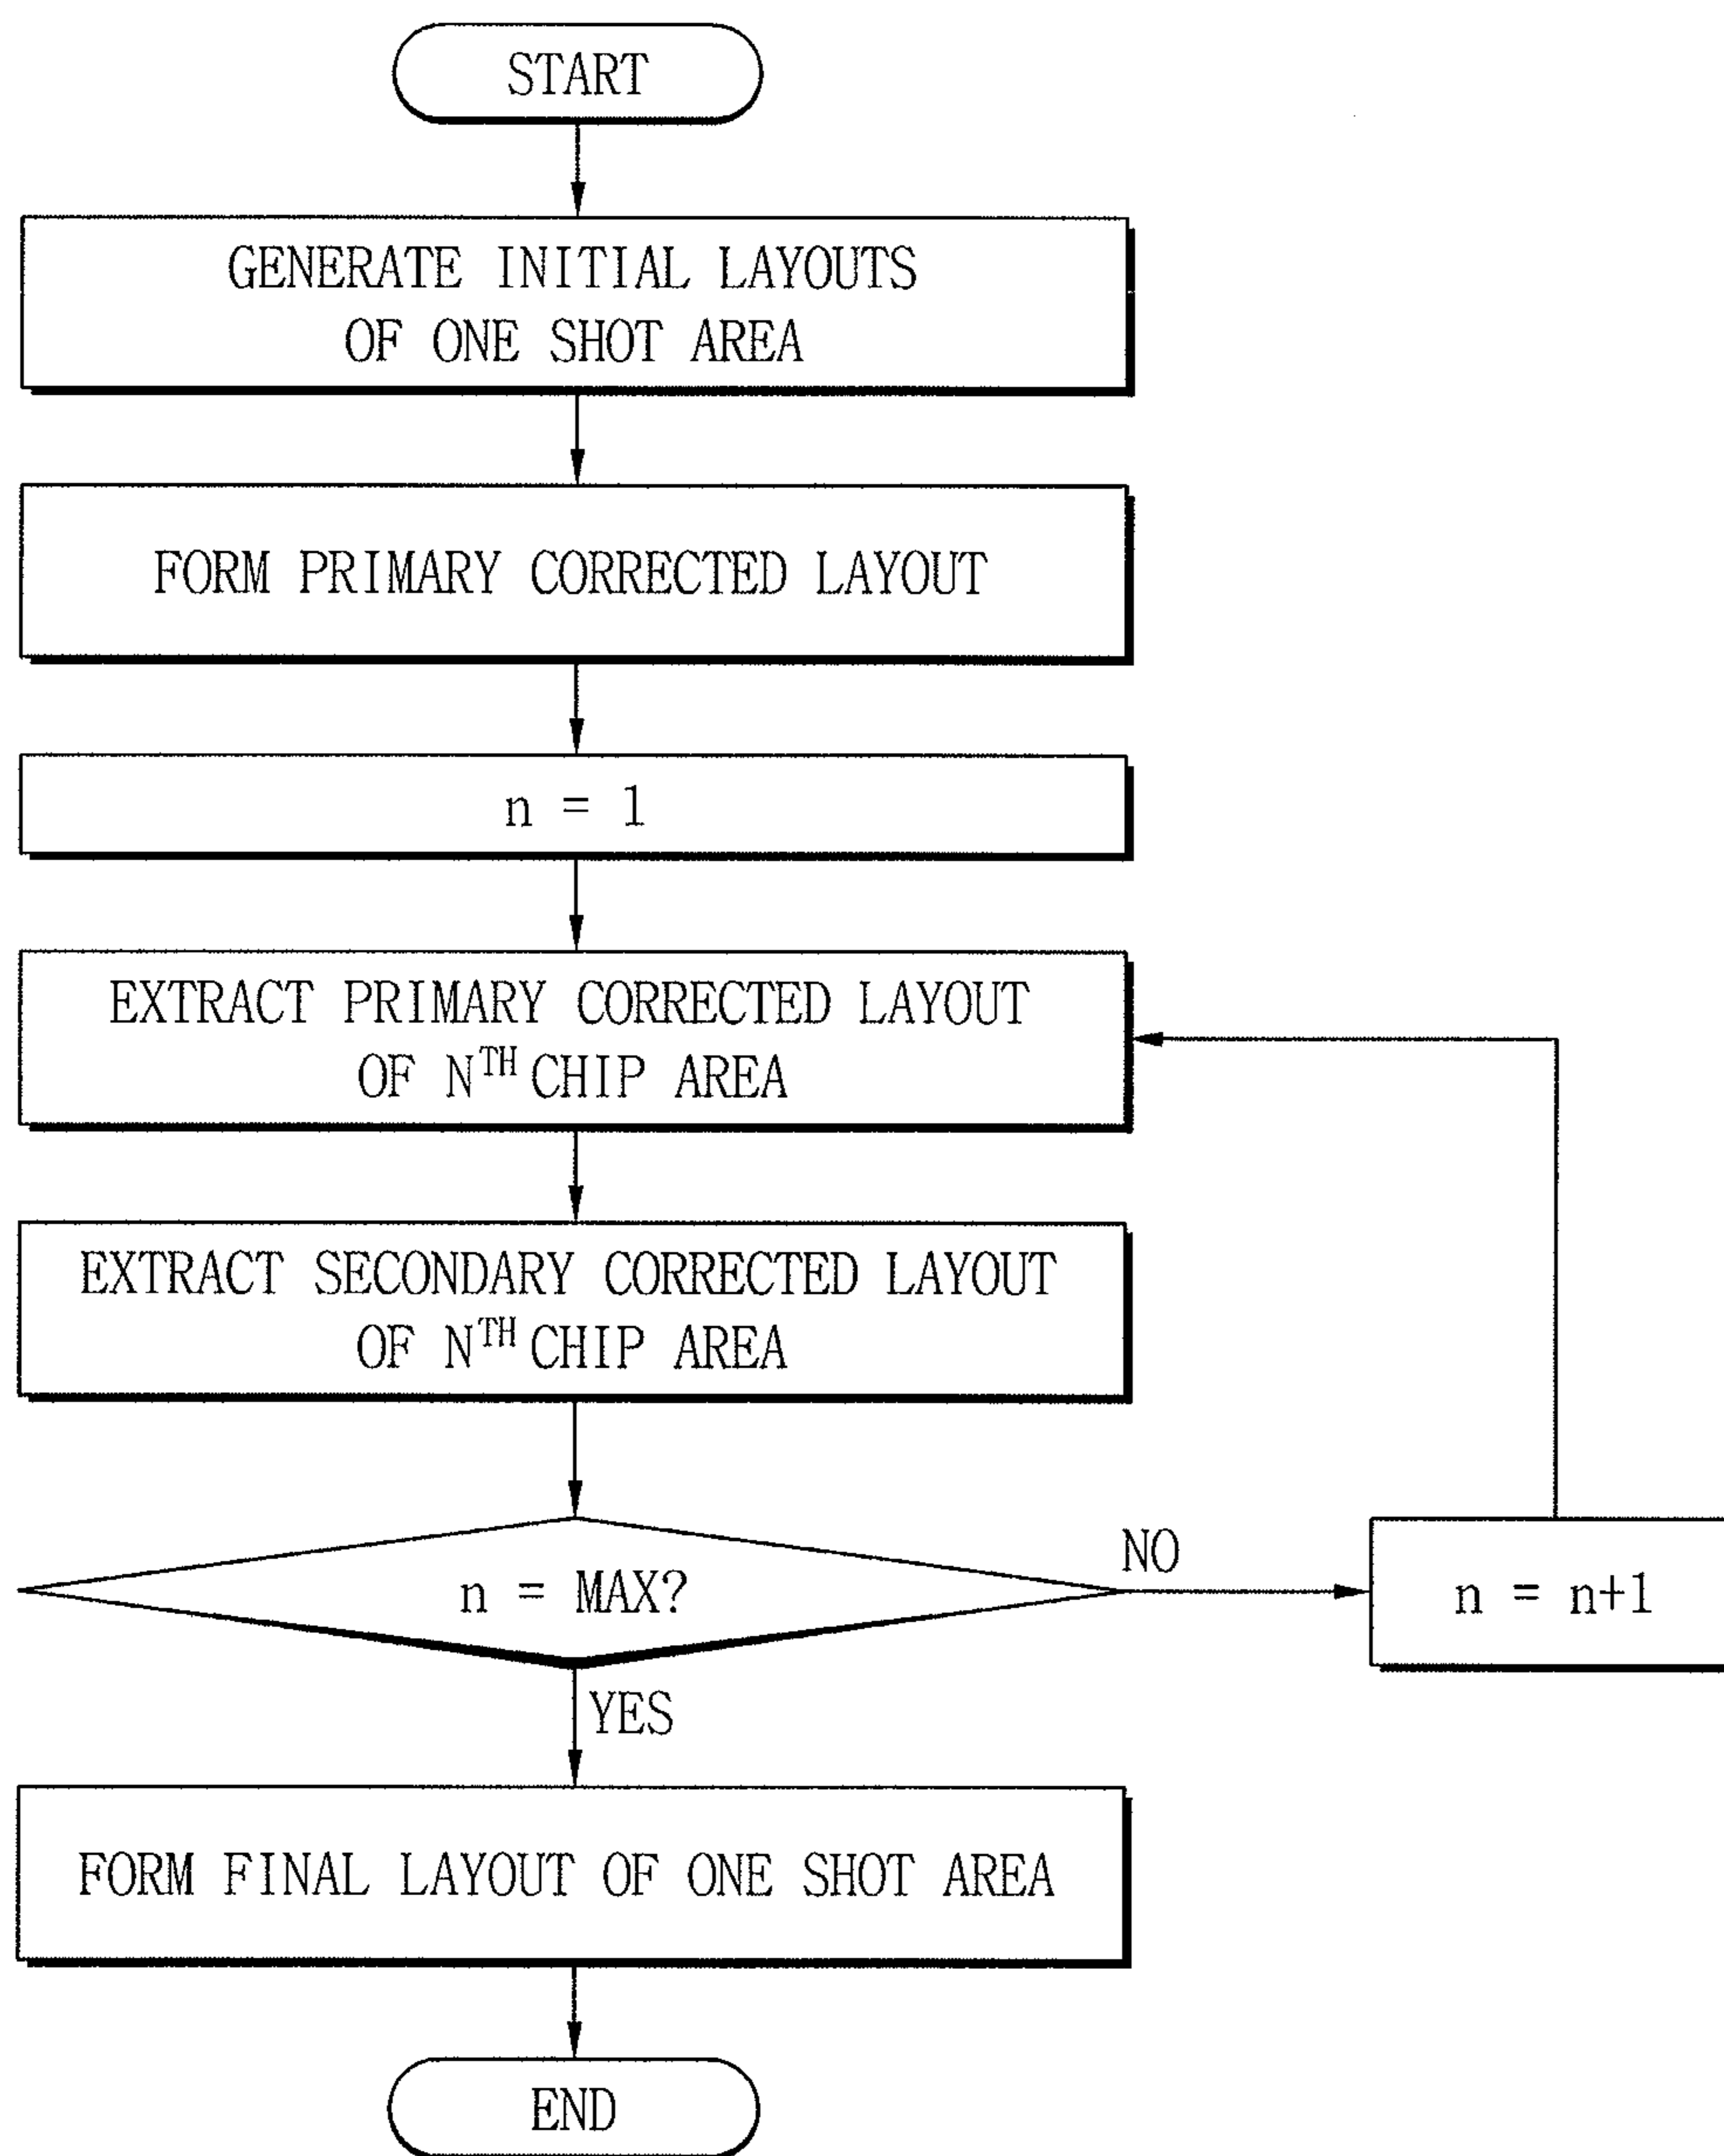 START
GENERATE INITIAL LAYOUTS
OF ONE SHOT AREA
FORM PRIMARY CORRECTED LAYOUT
n = 1
EXTRACT PRIMARY CORRECTED LAYOUT
OF Nᵀᴴ CHIP AREA
EXTRACT SECONDARY CORRECTED LAYOUT
OF Nᵀᴴ CHIP AREA
n = MAX?
NO
n = n+1
YES
FORM FINAL LAYOUT OF ONE SHOT AREA
END